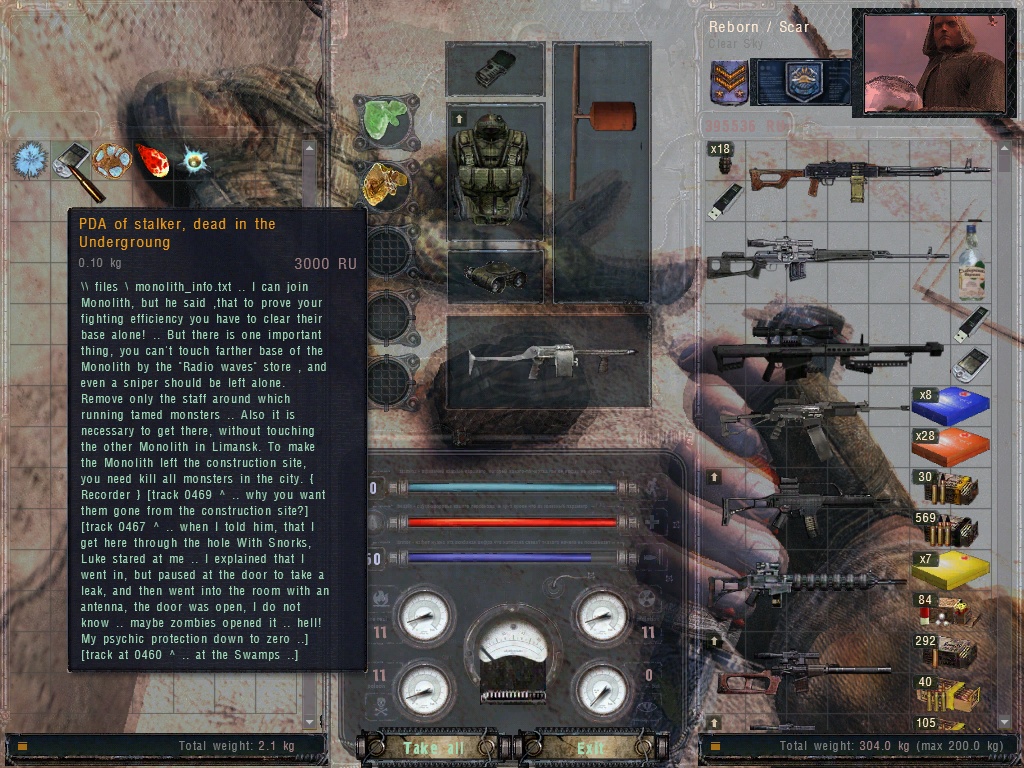 Reborn / Scar
Clear Sky
395536 RU
x18
PDA of stalker, dead in the
Undergroung
0.10 kg
3000 RU
\\ files \ monolith_info.txt .. I can join
Monolith, but he said ,that to prove your
fighting efficiency you have to clear their
base alone! .. But there is one important
thing, you can't touch farther base of the
Monolith by the "Radio waves" store , and
even a sniper should be left alone.
Remove only the staff around which
running tamed monsters .. Also it is
necessary to get there, without touching
the other Monolith in Limansk. To make
the Monolith left the construction site,
you need kill all monsters in the city. {
Recorder } [track 0469 ^ .. why you want
them gone from the construction site?]
[track 0467 ^ .. when I told him, that I
get here through the hole With Snorks,
Luke stared at me .. I explained that I
went in, but paused at the door to take a
leak, and then went into the room with an
antenna, the door was open, I do not
know .. maybe zombies opened it .. hell!
My psychic protection down to zero ..]
[track at 0460 ^ .. at the Swamps ..]
x8
x28
30
569
x7
84
292
40
105
0
50
11
11
11
0
Total weight: 2.1 kg
Take all
Exit
Total weight: 304.0 kg (max 200.0 kg)